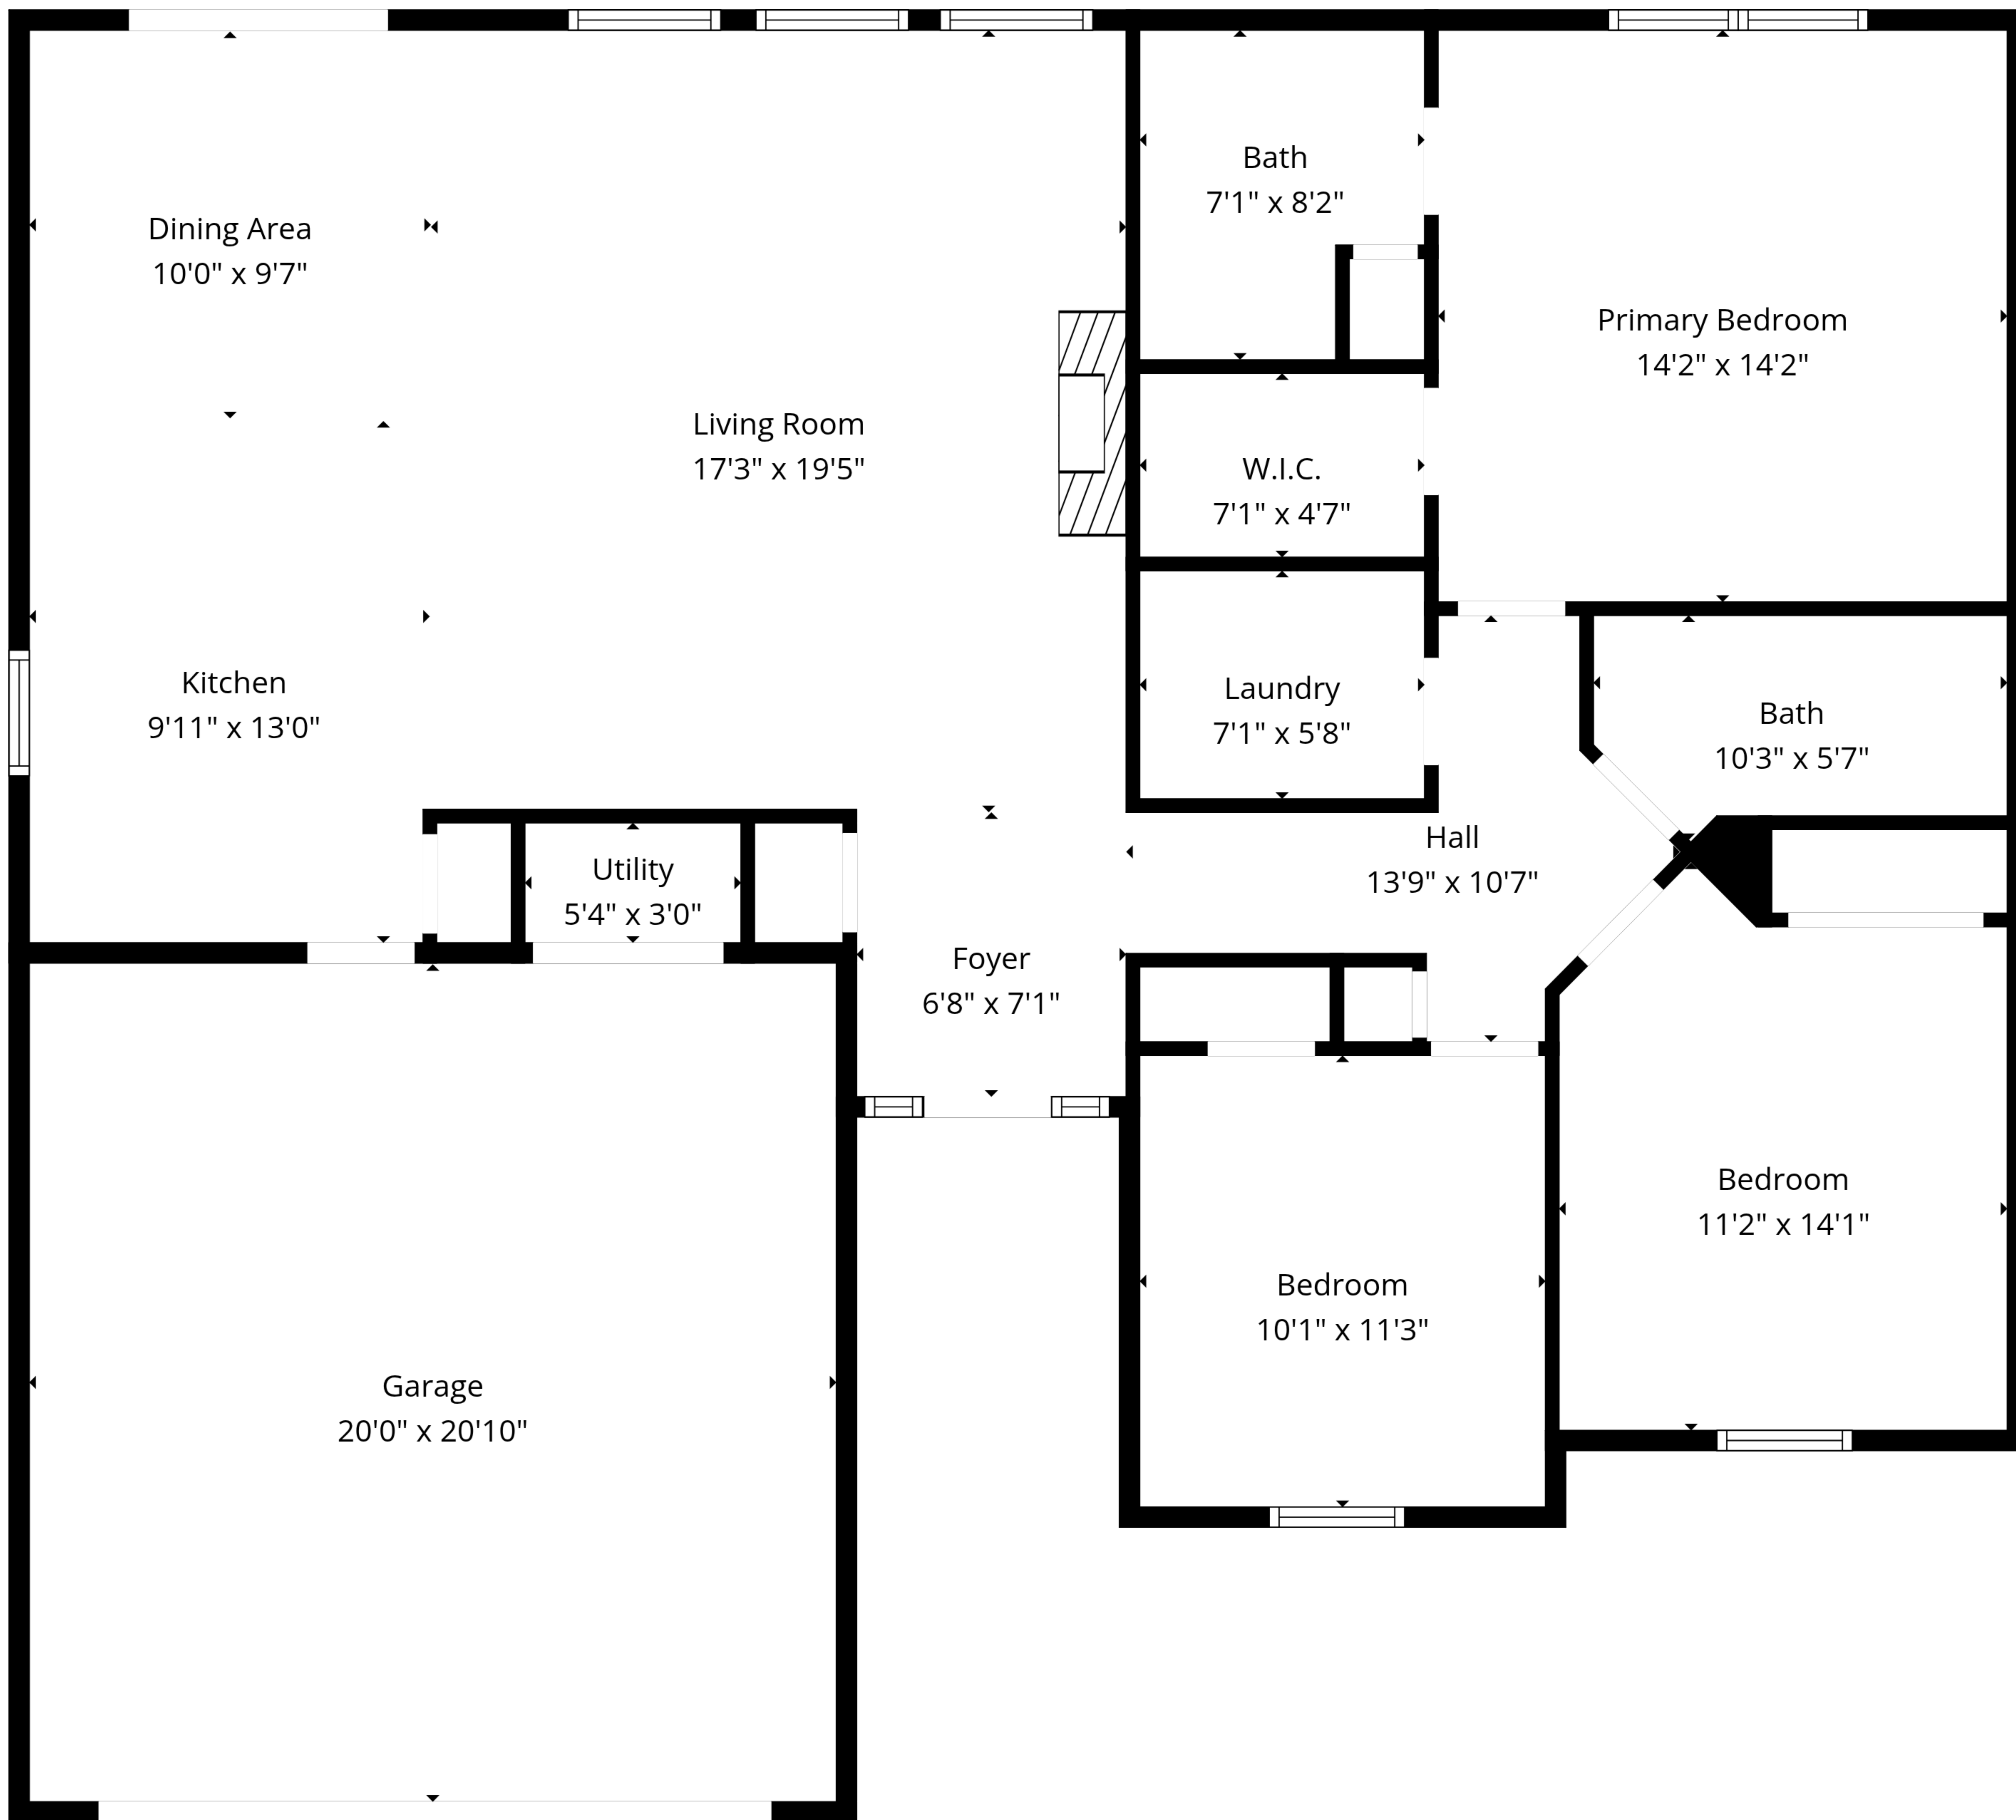 Bath
7'1" x 8'2"
Dining Area
10'0" x 9'7"
Primary Bedroom
14'2" x 14'2"
Living Room
17'3" x 19'5"
W.I.C.
7'1" x 4'7"
Kitchen
9'11" x 13'0"
Laundry
7'1" x 5'8"
Bath
10'3" x 5'7"
Utility
5'4" x 3'0"
Hall
13'9" x 10'7"
Foyer
6'8" x 7'1"
Bedroom
11'2" x 14'1"
Bedroom
10'1" x 11'3"
Garage
20'0" x 20'10"